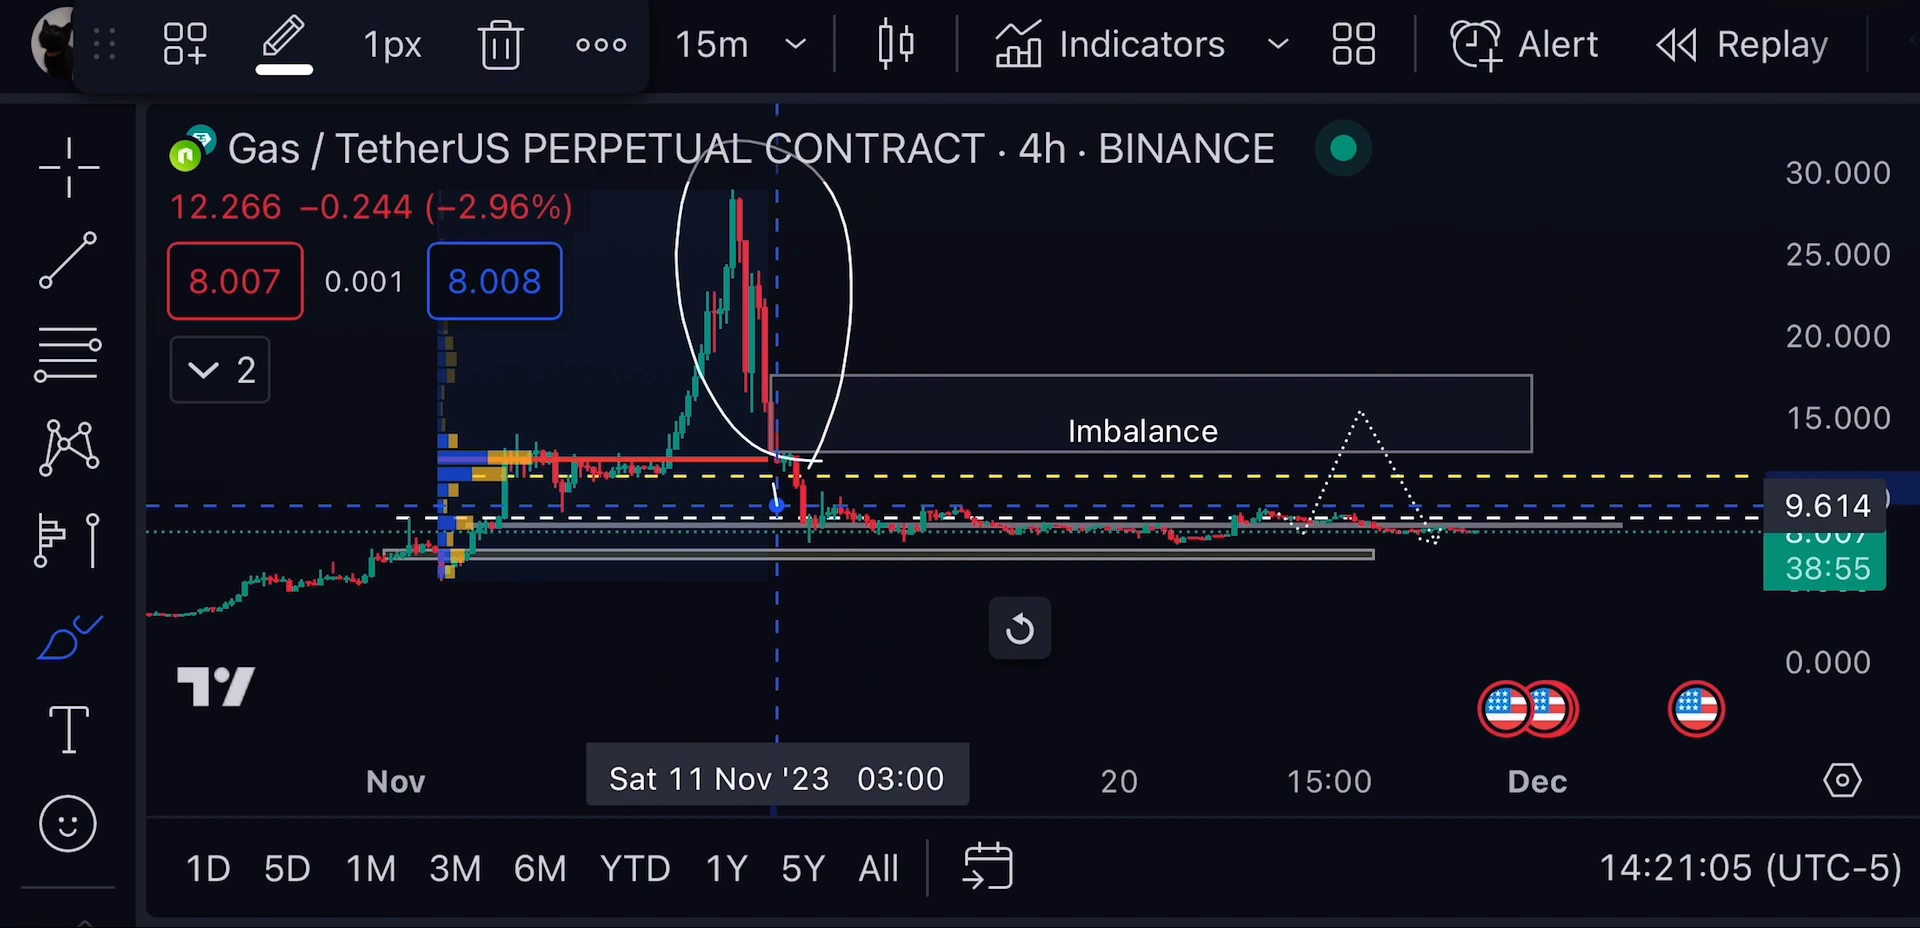 1px 15m Indicators Alert Replay
Gas / TetherUS PERPETUAL CONTRACT · 4h · BINANCE
12.266 −0.244 (−2.96%)
8.007 0.001 8.008
2
30.000
25.000
20.000
15.000
Imbalance
9.614
8.007
38:55
0.000
Nov Sat 11 Nov '23 03:00 20 15:00 Dec
1D 5D 1M 3M 6M YTD 1Y 5Y All 14:21:05 (UTC-5)